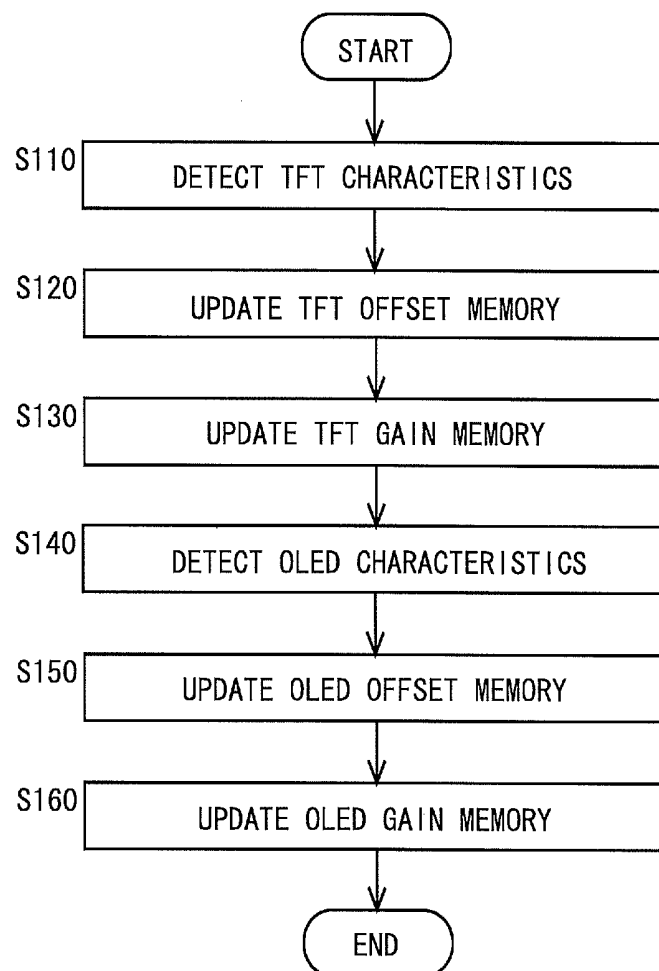 START
S110
DETECT TFT CHARACTERISTICS
S120
UPDATE TFT OFFSET MEMORY
S130
UPDATE TFT GAIN MEMORY
S140
DETECT OLED CHARACTERISTICS
S150
UPDATE OLED OFFSET MEMORY
S160
UPDATE OLED GAIN MEMORY
END